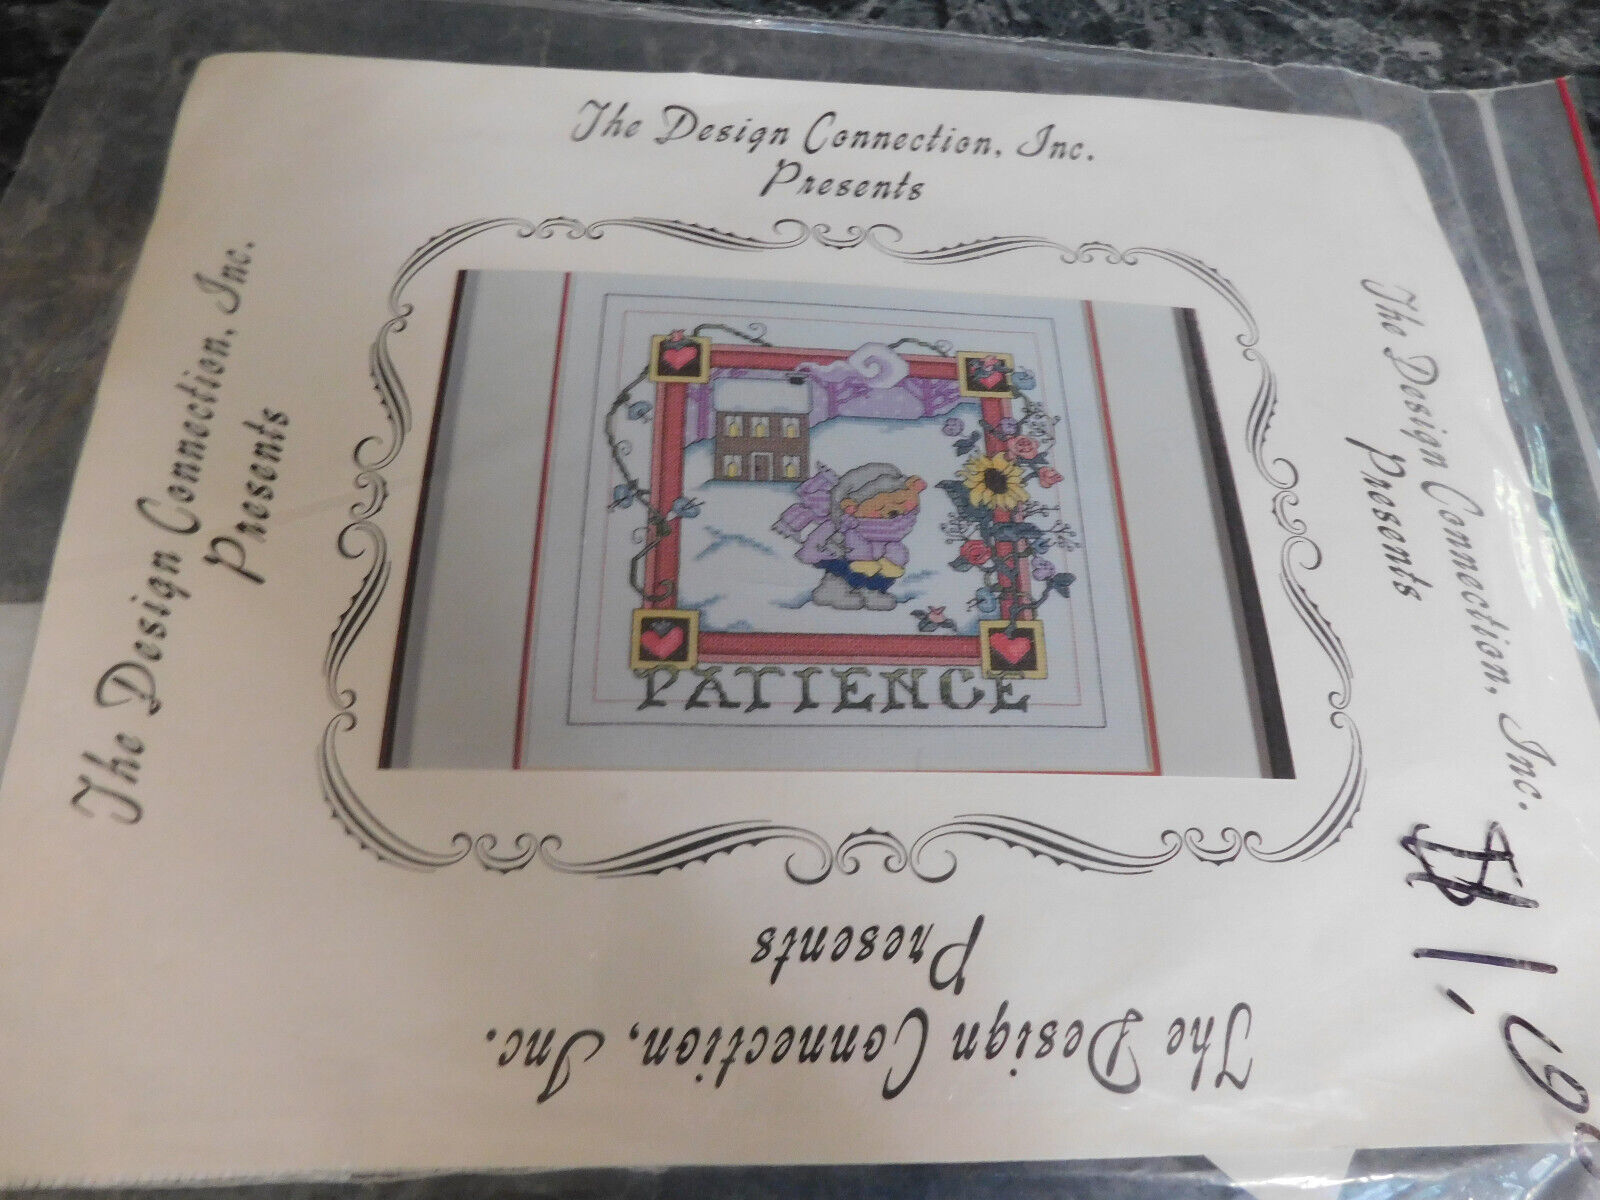 The Design Connection, Inc.
Presents
The Design Connection, Inc.
Presents
The Design Connection, Inc.
Presents
PATIENCE
The Design Connection, Inc.
Presents